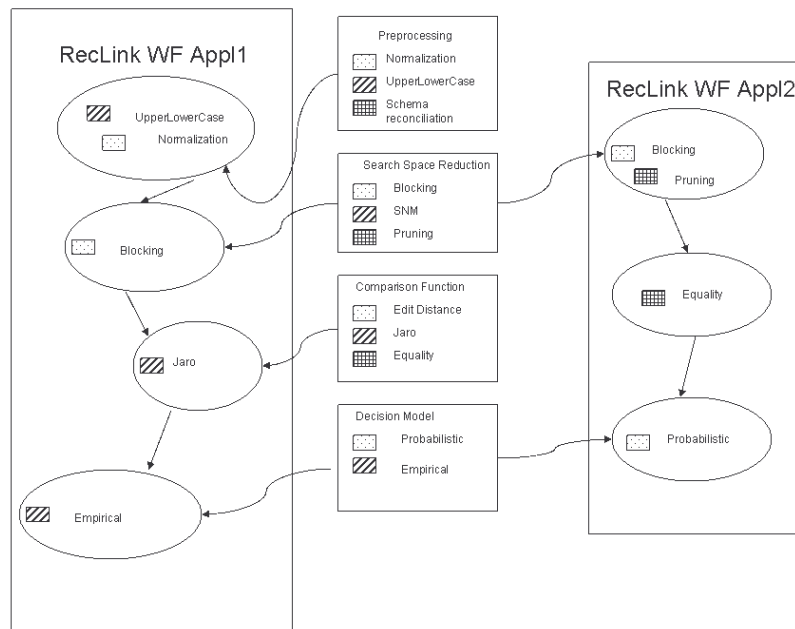 RecLink WF Appl1
UpperLowerCase
Normalization
Blocking
Jaro
Empirical
Preprocessing
Normalization
UpperLowerCase
Schema
reconciliation
Search Space Reduction
Blocking
SNM
Pruning
Comparison Function
Edit Distance
Jaro
Equality
Decision Model
Probabilistic
Empirical
RecLink WF Appl2
Blocking
Pruning
Equality
Probabilistic